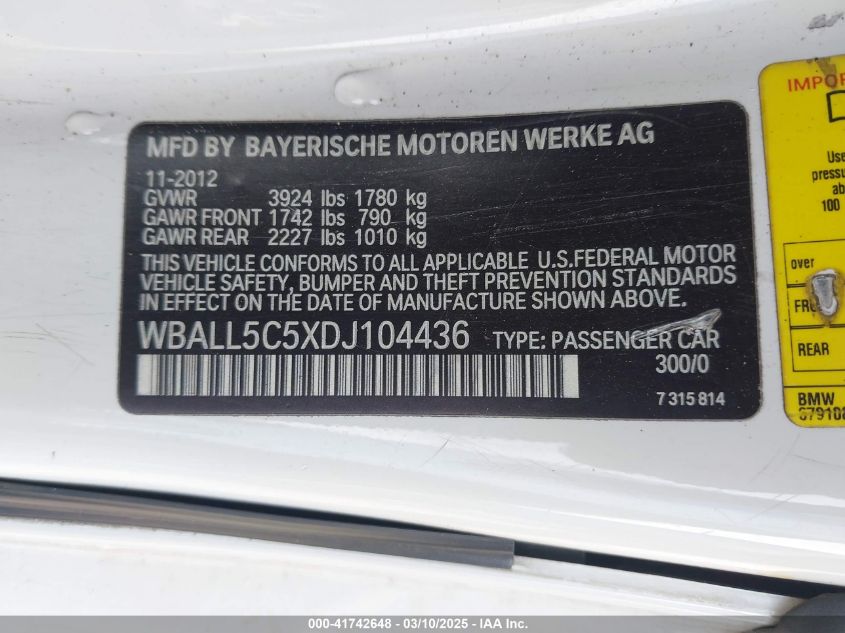 MFD BY BAYERISCHE MOTOREN WERKE AG
11-2012
GVWR 3924 lbs 1780 kg
GAWR FRONT 1742 lbs 790 kg
GAWR REAR 2227 lbs 1010 kg
THIS VEHICLE CONFORMS TO ALL APPLICABLE U.S.FEDERAL MOTOR
VEHICLE SAFETY, BUMPER AND THEFT PREVENTION STANDARDS
IN EFFECT ON THE DATE OF MANUFACTURE SHOWN ABOVE.
WBALL5C5XDJ104436 TYPE: PASSENGER CAR
300/0
7 315 814
Use
100
over
REAR
BMW
000-41742648 - 03/10/2025 - IAA Inc.